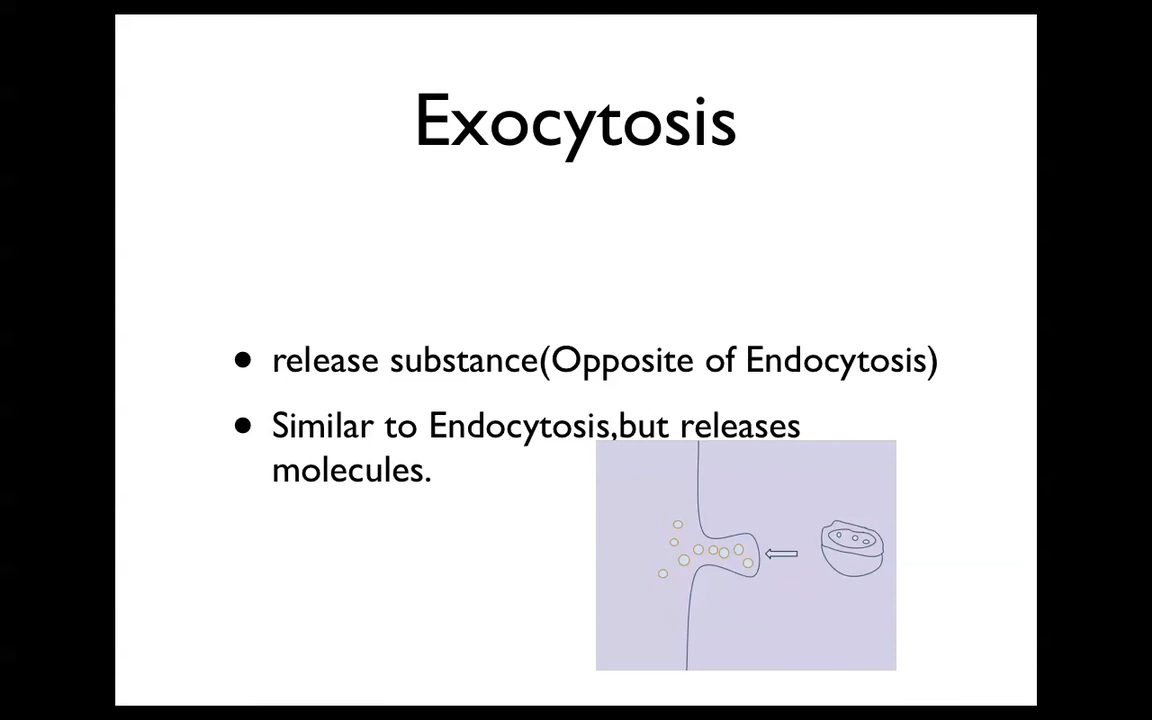 Exocytosis
• release substance(Opposite of Endocytosis)
• Similar to Endocytosis,but releases
molecules.